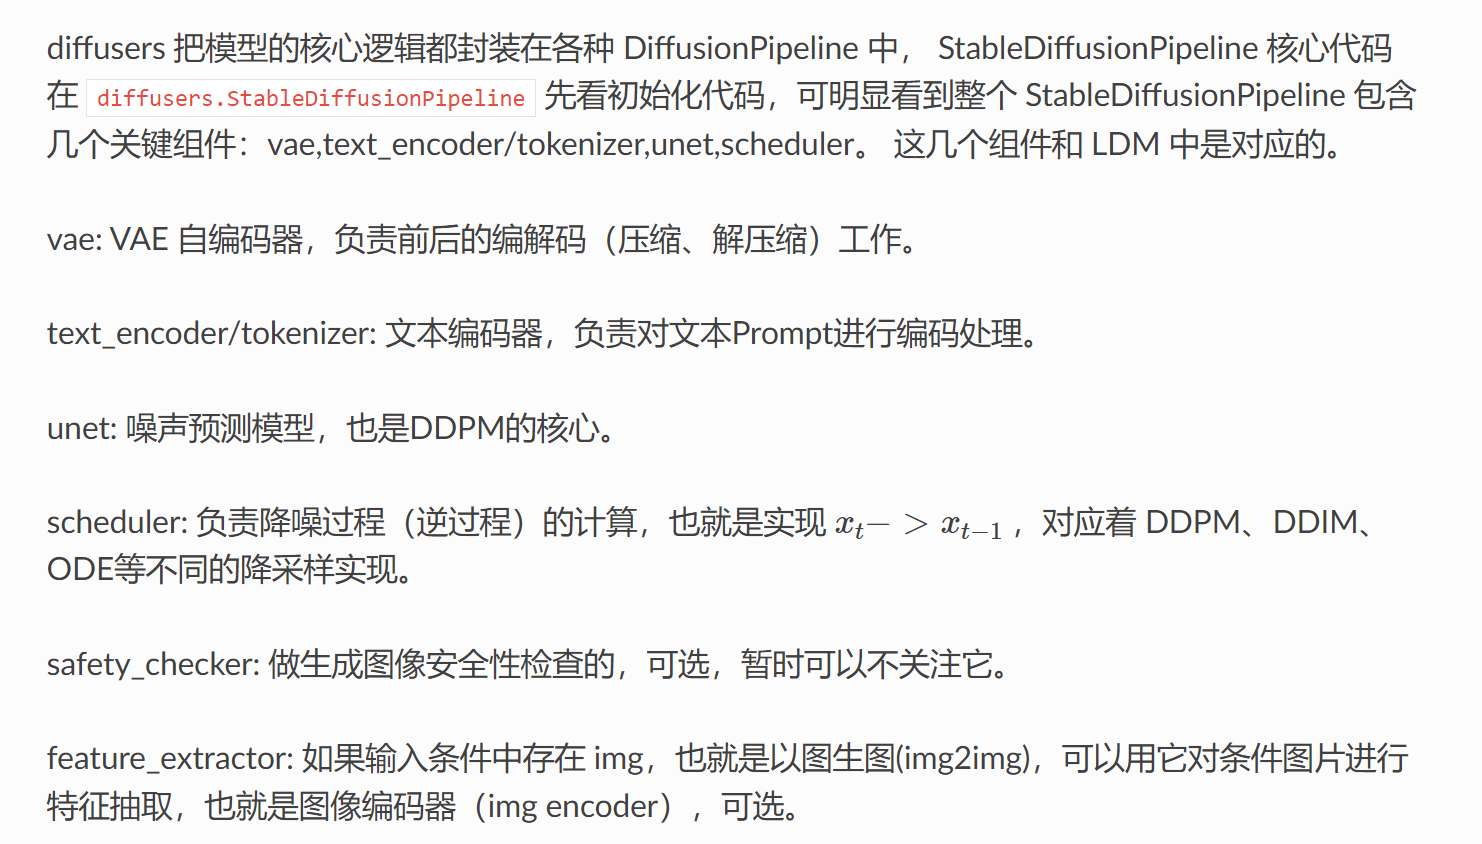 diffusers 把模型的核心逻辑都封装在各种 DiffusionPipeline 中， StableDiffusionPipeline 核心代码
在 diffusers.StableDiffusionPipeline 先看初始化代码，可明显看到整个 StableDiffusionPipeline 包含
几个关键组件：vae,text_encoder/tokenizer,unet,scheduler。 这几个组件和 LDM 中是对应的。
vae: VAE 自编码器，负责前后的编解码（压缩、解压缩）工作。
text_encoder/tokenizer: 文本编码器，负责对文本Prompt进行编码处理。
unet: 噪声预测模型，也是DDPM的核心。
scheduler: 负责降噪过程（逆过程）的计算，也就是实现 $x_t -> x_{t-1}$ ，对应着 DDPM、DDIM、
ODE等不同的降采样实现。
safety_checker: 做生成图像安全性检查的，可选，暂时可以不关注它。
feature_extractor: 如果输入条件中存在 img，也就是以图生图(img2img)，可以用它对条件图片进行
特征抽取，也就是图像编码器（img encoder），可选。